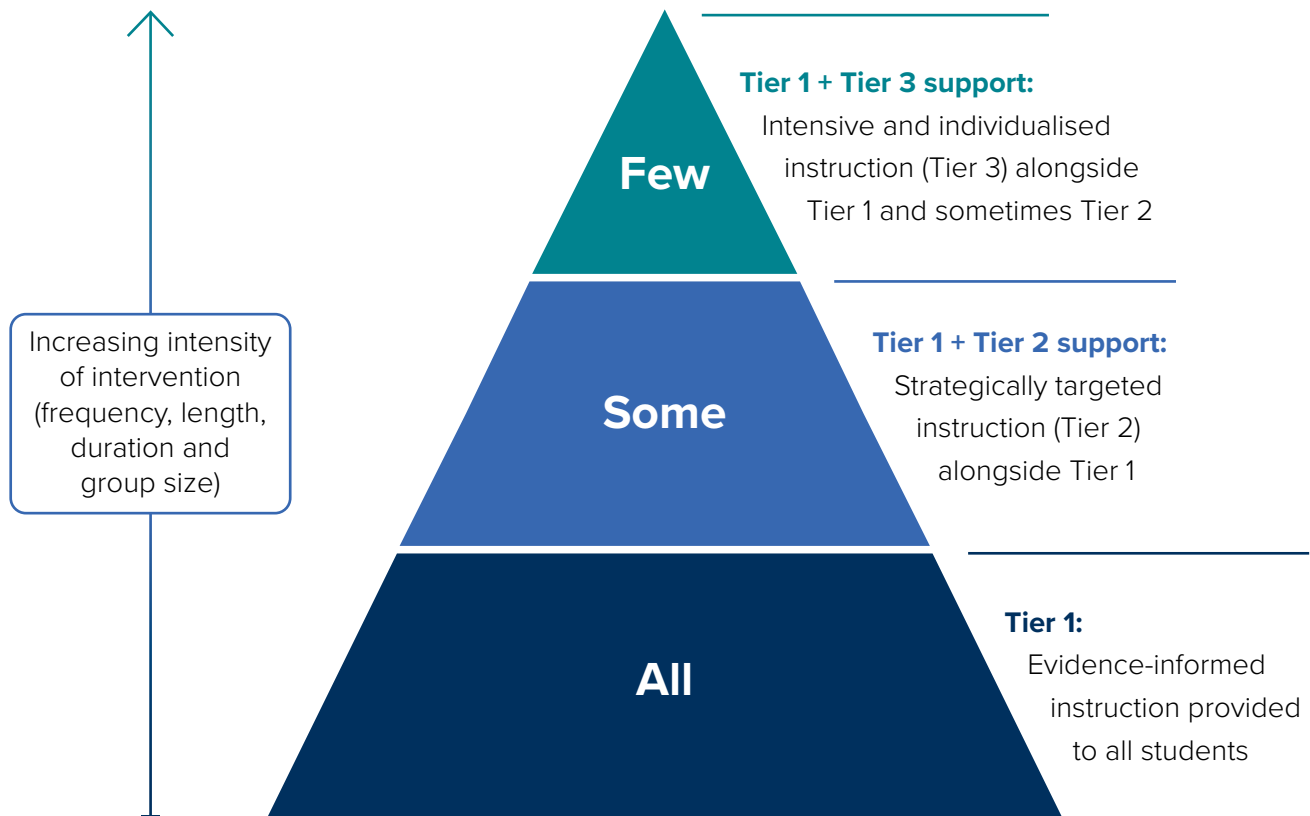 Tier 1 + Tier 3 support:
Intensive and individualised
instruction (Tier 3) alongside
Tier 1 and sometimes Tier 2
Few
Increasing intensity
of intervention
(frequency, length,
duration and
group size)
Tier 1 + Tier 2 support:
Strategically targeted
instruction (Tier 2)
alongside Tier 1
Some
Tier 1:
Evidence-informed
instruction provided
to all students
All